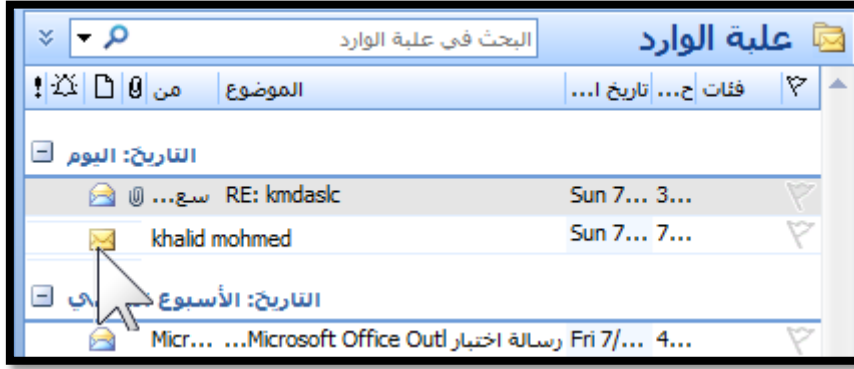 علبة الوارد
البحث في علبة الوارد
! من الموضوع تاريخ ا... ح... فئات
التاريخ: اليوم
سع... RE: kmdaslc Sun 7... 3...
khalid mohmed Sun 7... 7...
التاريخ: الأسبوع
Micr... رسالة اختبار Microsoft Office Outl... Fri 7/... 4...